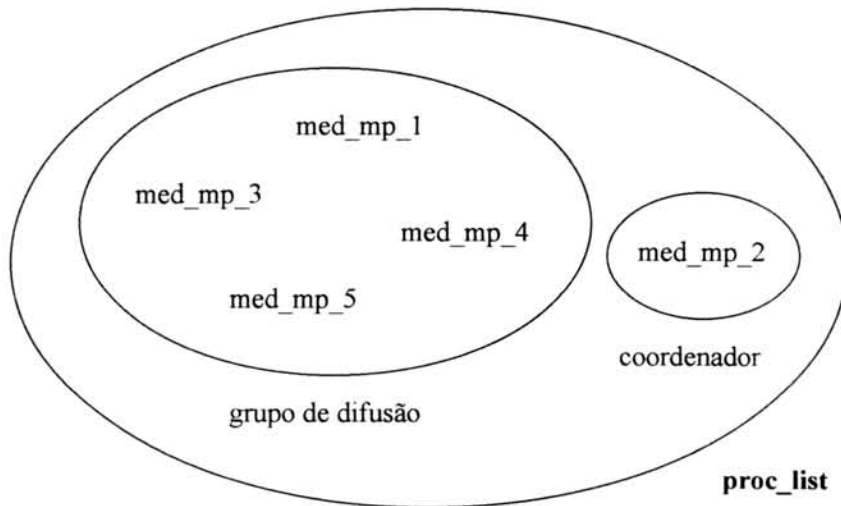 med_mp_1
med_mp_3
med_mp_4
med_mp_2
med_mp_5
coordenador
grupo de difusão
proc_list